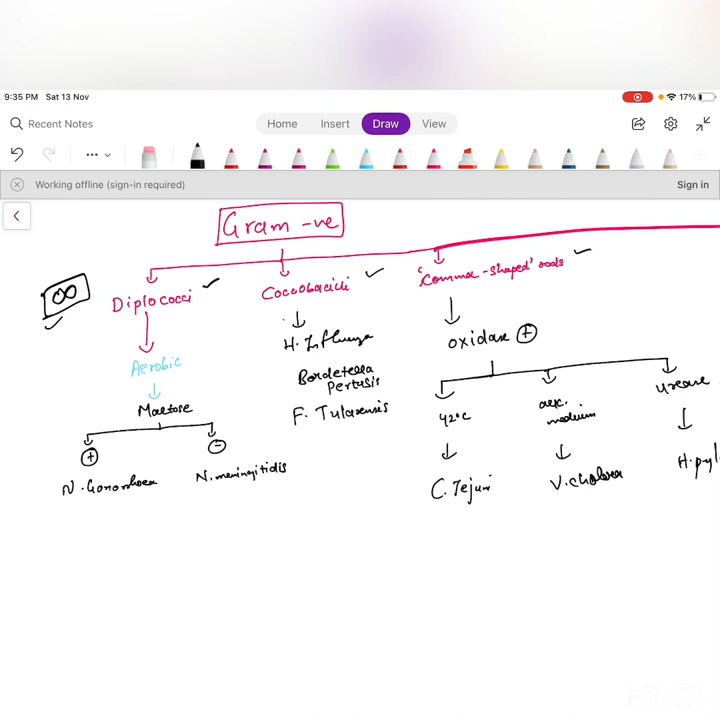 9:35 PM Sat 13 Nov 17%
Recent Notes Home Insert Draw View
Working offline (sign-in required) Sign in
Gram -ve
Diplococci
Coccobacilli
'Comma-shaped' rods
Aerobic
Maltose
+
-
N. Gonorrhoea
N. meningitidis
H. Influenza
Bordetella
Pertusis
F. Tularensis
oxidase +
42°C
C. Jejuni
medium
V. cholera
urease
H. pyl